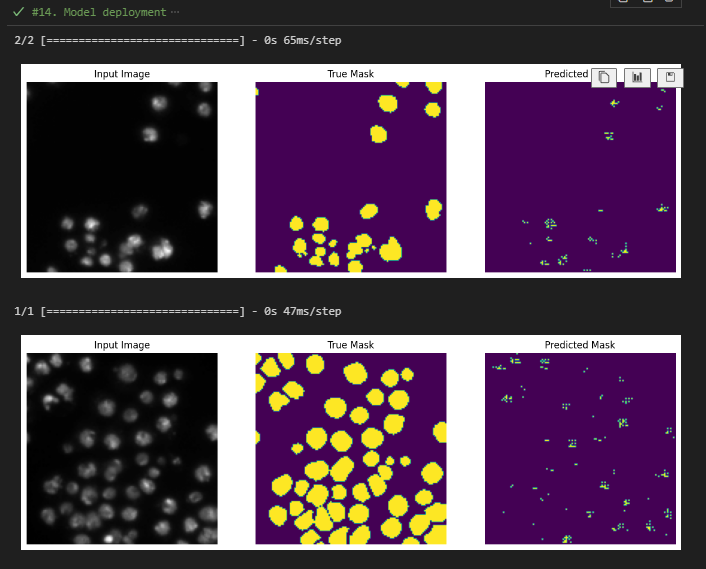 #14. Model deployment ...
2/2 [==============================] - 0s 65ms/step
Input Image
True Mask
Predicted
1/1 [==============================] - 0s 47ms/step
Input Image
True Mask
Predicted Mask